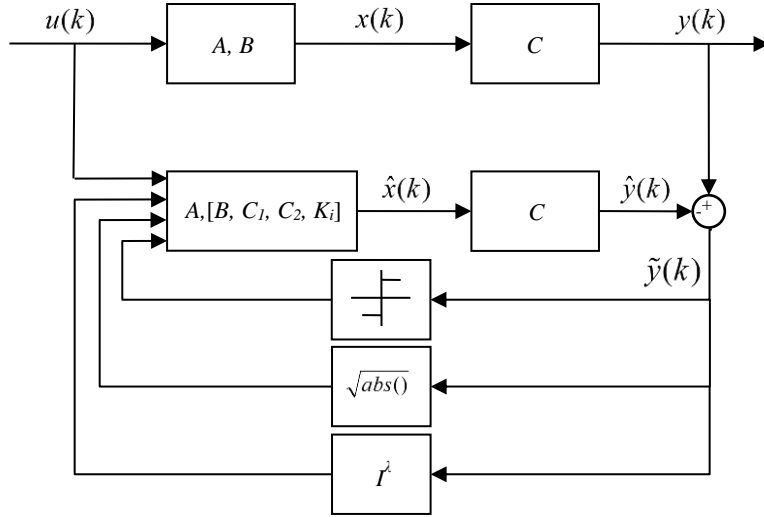 u(k)
A, B
x(k)
C
y(k)
A,[B, C₁, C₂, Kᵢ]
x̂(k)
C
ŷ(k)
- +
ỹ(k)
√abs()
I^λ